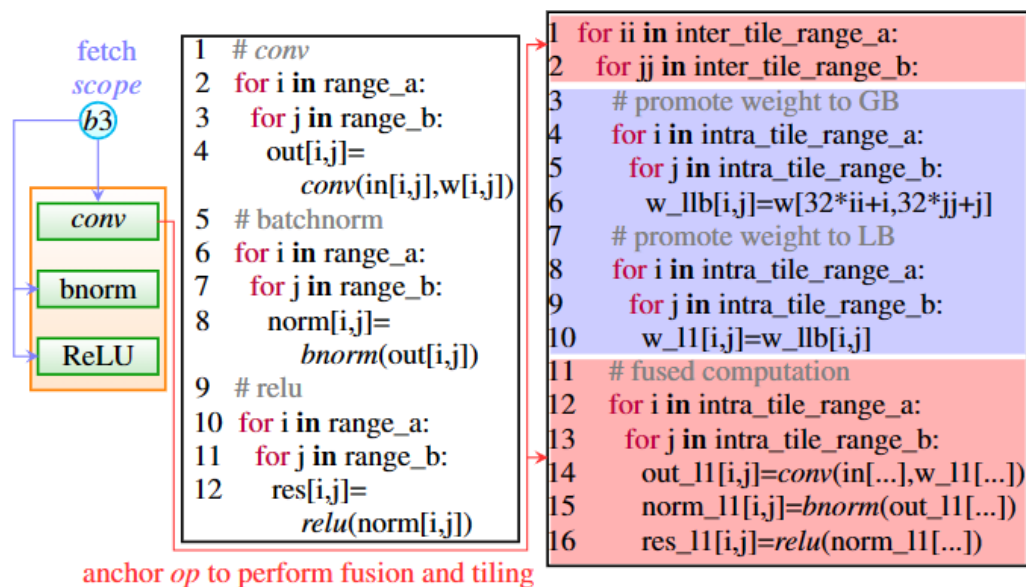 fetch
scope
b3
conv
bnorm
ReLU
1 # conv
2 for i in range_a:
3 for j in range_b:
4 out[i,j]=
conv(in[i,j],w[i,j])
5 # batchnorm
6 for i in range_a:
7 for j in range_b:
8 norm[i,j]=
bnorm(out[i,j])
9 # relu
10 for i in range_a:
11 for j in range_b:
12 res[i,j]=
relu(norm[i,j])
1 for ii in inter_tile_range_a:
2 for jj in inter_tile_range_b:
3 # promote weight to GB
4 for i in intra_tile_range_a:
5 for j in intra_tile_range_b:
6 w_llb[i,j]=w[32*ii+i,32*jj+j]
7 # promote weight to LB
8 for i in intra_tile_range_a:
9 for j in intra_tile_range_b:
10 w_l1[i,j]=w_llb[i,j]
11 # fused computation
12 for i in intra_tile_range_a:
13 for j in intra_tile_range_b:
14 out_l1[i,j]=conv(in[...],w_l1[...])
15 norm_l1[i,j]=bnorm(out_l1[...])
16 res_l1[i,j]=relu(norm_l1[...])
anchor op to perform fusion and tiling